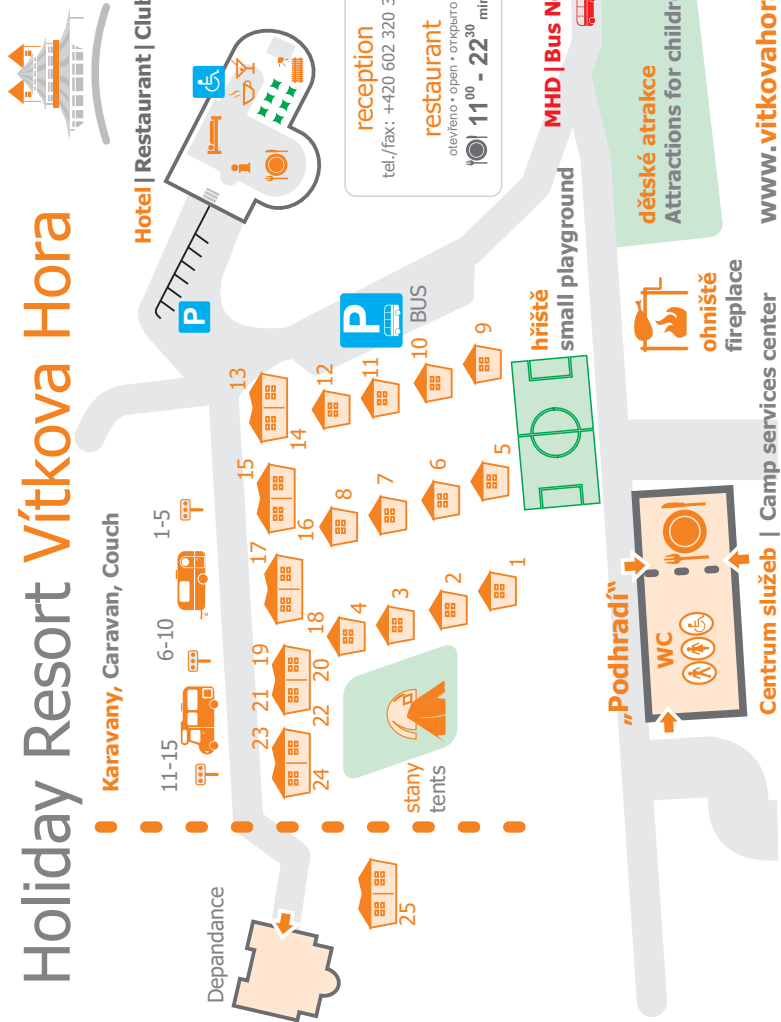 Holiday Resort Vítkova Hora
Karavany, Caravan, Couch
Hotel | Restaurant | Club
11-15
6-10
1-5
P
Depandance
23
21
19
17
15
13
24
22
20
18
16
14
12
11
10
9
8
7
6
5
4
3
2
1
25
P
BUS
stany
tents
reception
tel./fax: +420 602 320 3
restaurant
otevřeno • open • открыто
11⁰⁰ - 22³⁰
min
hřiště
small playground
MHD | Bus No
„Podhradí“
WC
ohniště
fireplace
dětské atrakce
Attractions for childre
Centrum služeb | Camp services center
www.vitkovahora